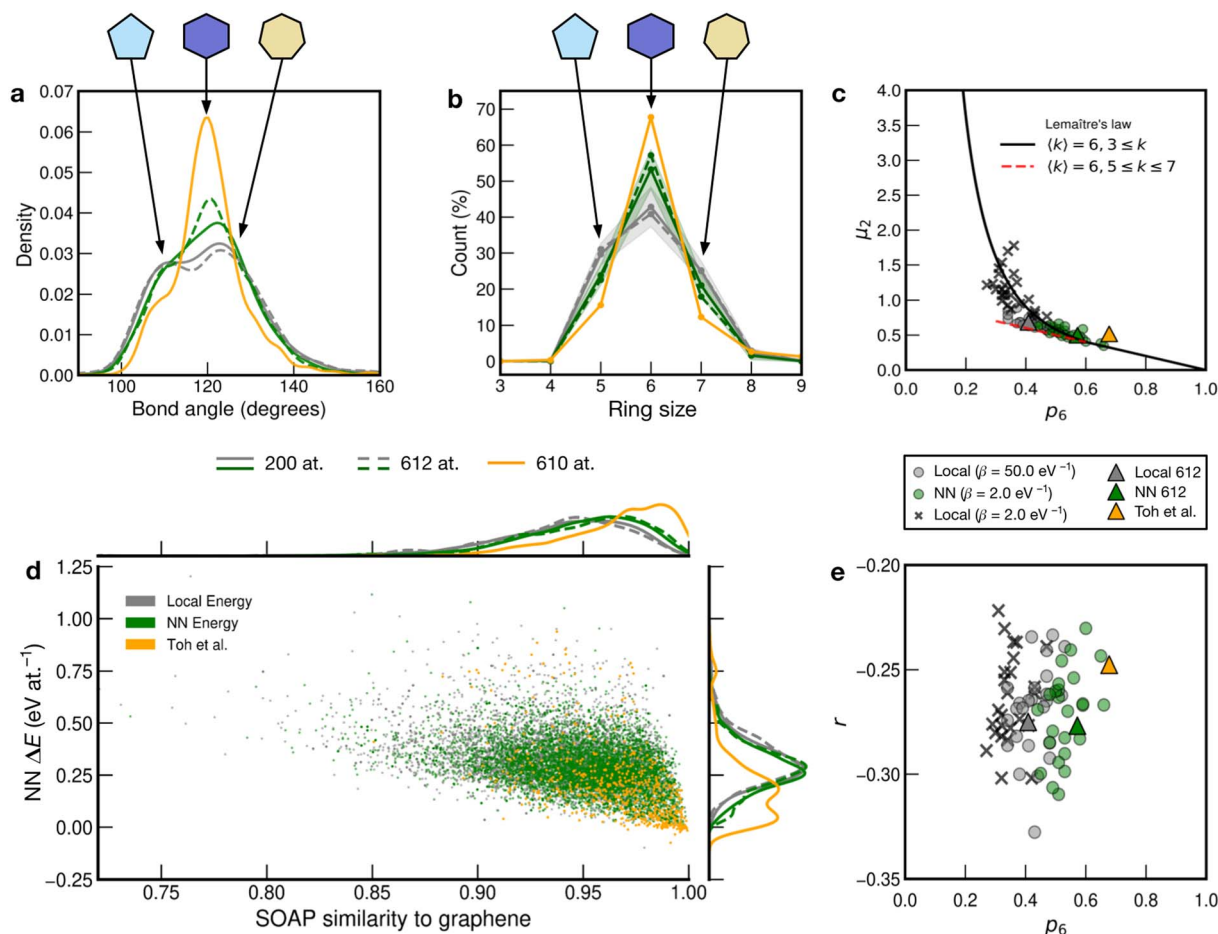 a
0.07
0.06
0.05
0.04
0.03
0.02
0.01
0.00
Density
100
120
140
160
Bond angle (degrees)
b
70
60
50
40
30
20
10
0
Count (%)
3
4
5
6
7
8
9
Ring size
c
4.0
3.5
3.0
2.5
2.0
1.5
1.0
0.5
0.0
μ₂
Lemaître's law
⟨k⟩ = 6, 3 ≤ k
⟨k⟩ = 6, 5 ≤ k ≤ 7
0.0
0.2
0.4
0.6
0.8
1.0
p₆
200 at.
612 at.
610 at.
Local (β = 50.0 eV⁻¹)
NN (β = 2.0 eV⁻¹)
Local (β = 2.0 eV⁻¹)
Local 612
NN 612
Toh et al.
d
1.25
1.00
0.75
0.50
0.25
0.00
−0.25
NN ΔE (eV at.⁻¹)
Local Energy
NN Energy
Toh et al.
0.75
0.80
0.85
0.90
0.95
1.00
SOAP similarity to graphene
e
−0.20
−0.25
−0.30
−0.35
r
0.0
0.2
0.4
0.6
0.8
1.0
p₆